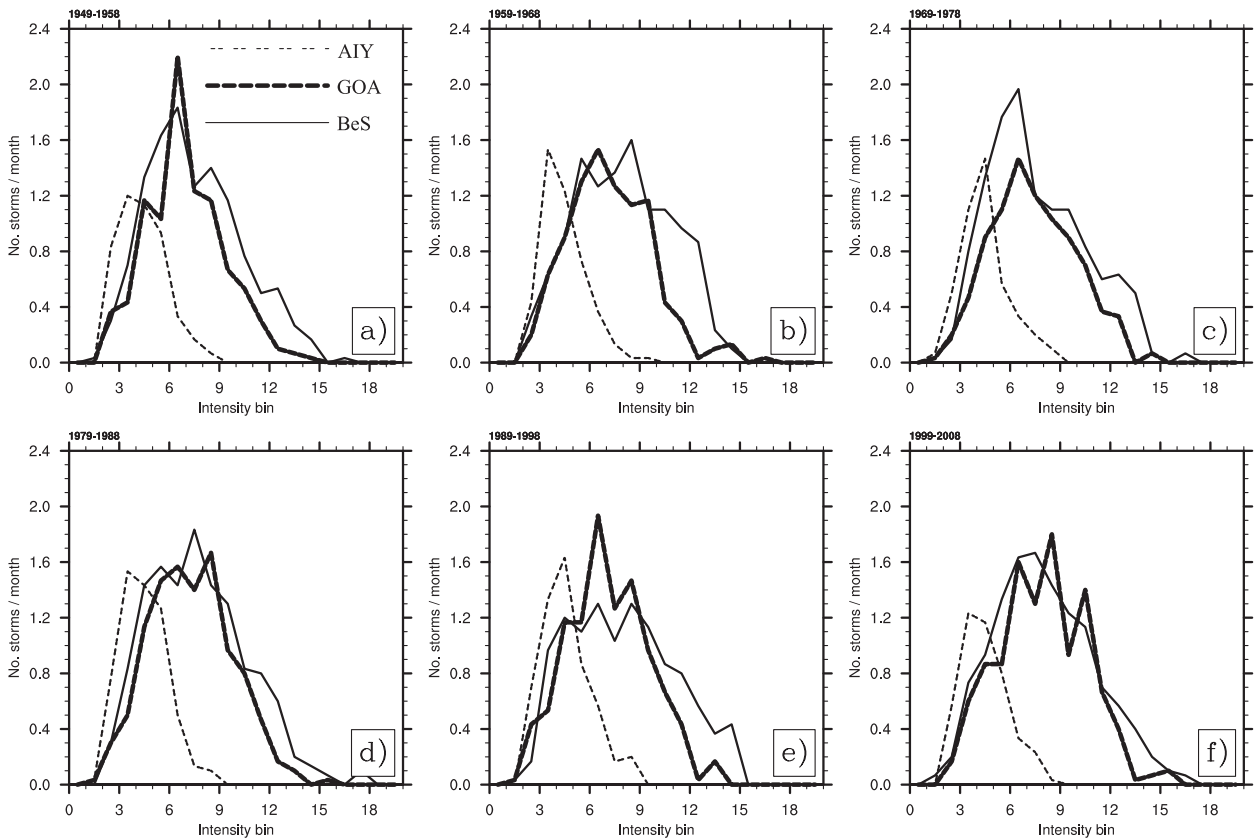 1949-1958
No. storms / month
2.4
2.0
1.6
1.2
0.8
0.4
0.0
AIY
GOA
BeS
a)
0 3 6 9 12 15 18
Intensity bin
1959-1968
No. storms / month
2.4
2.0
1.6
1.2
0.8
0.4
0.0
b)
0 3 6 9 12 15 18
Intensity bin
1969-1978
No. storms / month
2.4
2.0
1.6
1.2
0.8
0.4
0.0
c)
0 3 6 9 12 15 18
Intensity bin
1979-1988
No. storms / month
2.4
2.0
1.6
1.2
0.8
0.4
0.0
d)
0 3 6 9 12 15 18
Intensity bin
1989-1998
No. storms / month
2.4
2.0
1.6
1.2
0.8
0.4
0.0
e)
0 3 6 9 12 15 18
Intensity bin
1999-2008
No. storms / month
2.4
2.0
1.6
1.2
0.8
0.4
0.0
f)
0 3 6 9 12 15 18
Intensity bin